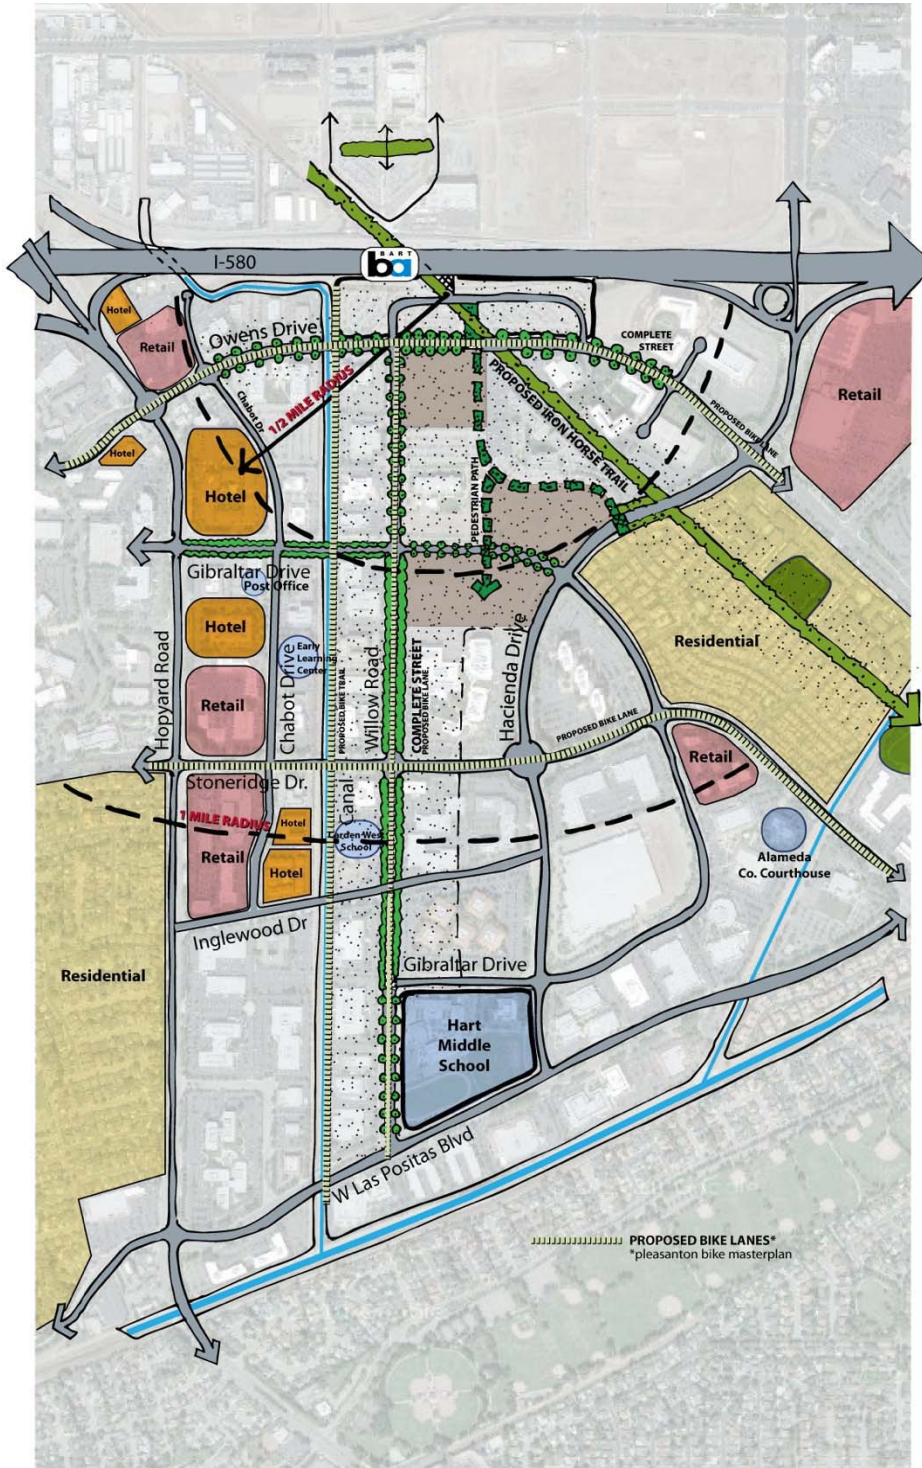 BART
ba
I-580
Hotel
Retail
Owens Drive
COMPLETE
STREET
Retail
1/2 MILE RADIUS
Chabot Dr
PROPOSED IRON HORSE TRAIL
PROPOSED BIKE LANE
Hotel
Hotel
PEDESTRIAN PATH
Gibraltar Drive
Post Office
Hotel
Early
Learning
Center
Residential
Hopyard Road
Chabot Drive
PROPOSED BIKE TRAIL
Willow Road
COMPLETE STREET
PROPOSED BIKE LANE
Hacienda Drive
Retail
PROPOSED BIKE LANE
Retail
Stoneridge Dr.
Canal
1 MILE RADIUS
Hotel
School
Retail
Hotel
Alameda
Co. Courthouse
Inglewood Dr
Gibraltar Drive
Residential
Hart
Middle
School
W Las Positas Blvd
PROPOSED BIKE LANES*
*pleasanton bike masterplan